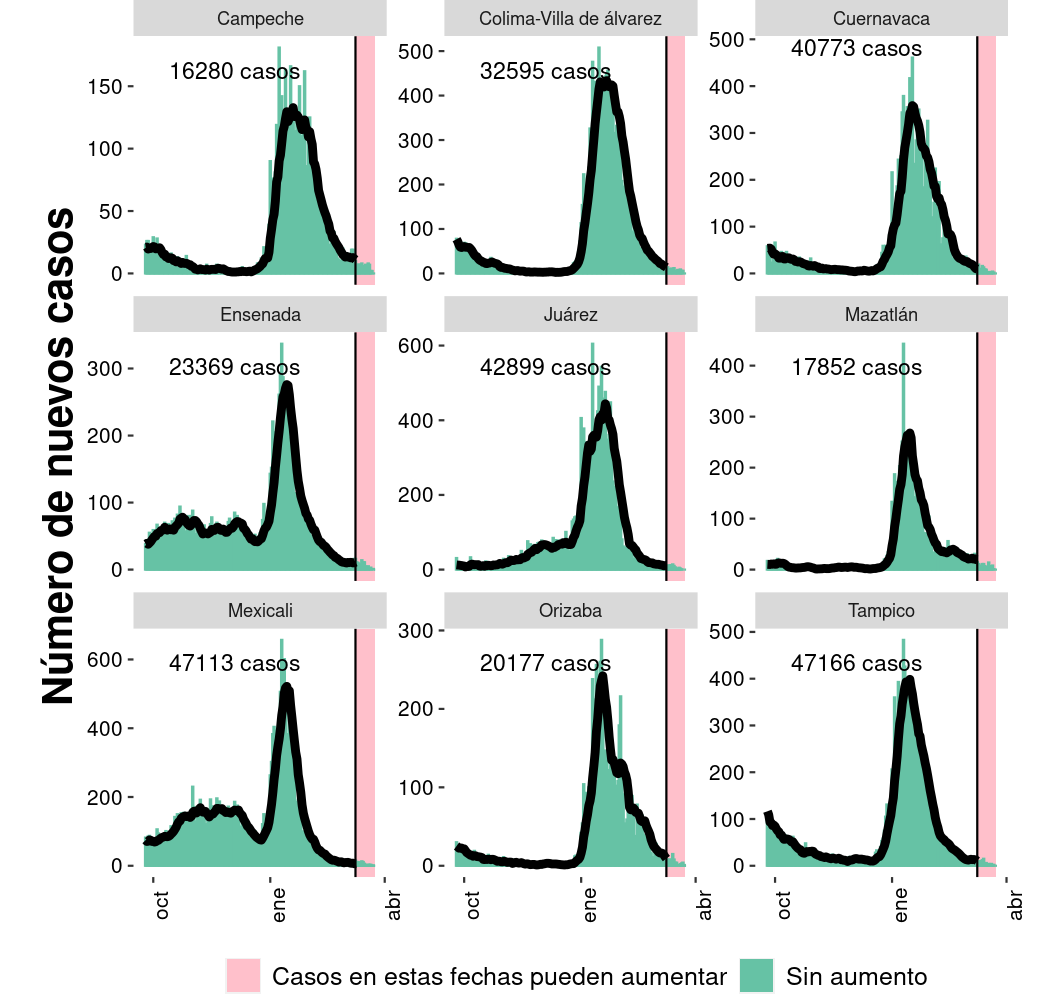 Número de nuevos casos
Campeche
Colima-Villa de álvarez
Cuernavaca
16280 casos
32595 casos
40773 casos
150
100
50
0
500
400
300
200
100
0
500
400
300
200
100
0
Ensenada
Juárez
Mazatlán
23369 casos
42899 casos
17852 casos
300
200
100
0
600
400
200
0
400
300
200
100
0
Mexicali
Orizaba
Tampico
47113 casos
20177 casos
47166 casos
600
400
200
0
300
200
100
0
500
400
300
200
100
0
oct
ene
abr
oct
ene
abr
oct
ene
abr
Casos en estas fechas pueden aumentar
Sin aumento